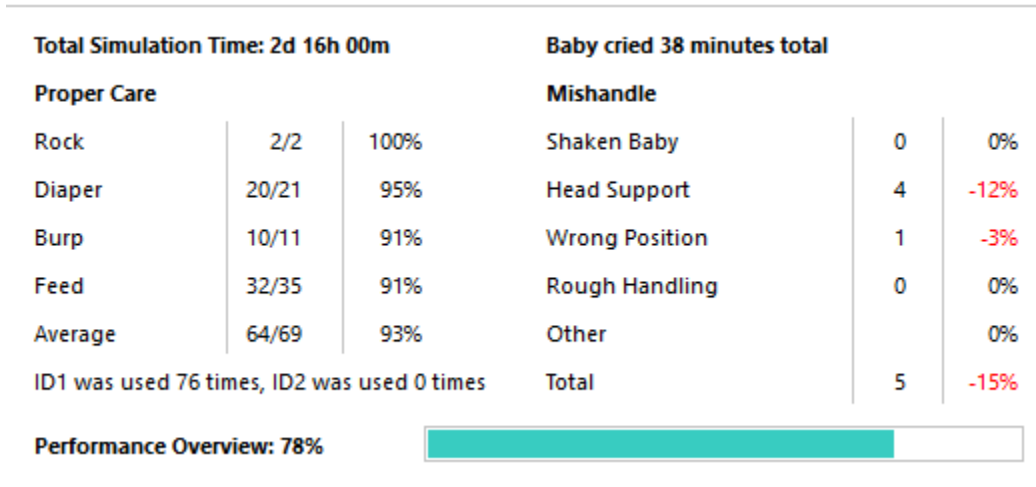 Total Simulation Time: 2d 16h 00m
Baby cried 38 minutes total
Proper Care
Mishandle
Rock 2/2 100%
Shaken Baby 0 0%
Diaper 20/21 95%
Head Support 4 -12%
Burp 10/11 91%
Wrong Position 1 -3%
Feed 32/35 91%
Rough Handling 0 0%
Average 64/69 93%
Other 0%
ID1 was used 76 times, ID2 was used 0 times
Total 5 -15%
Performance Overview: 78%